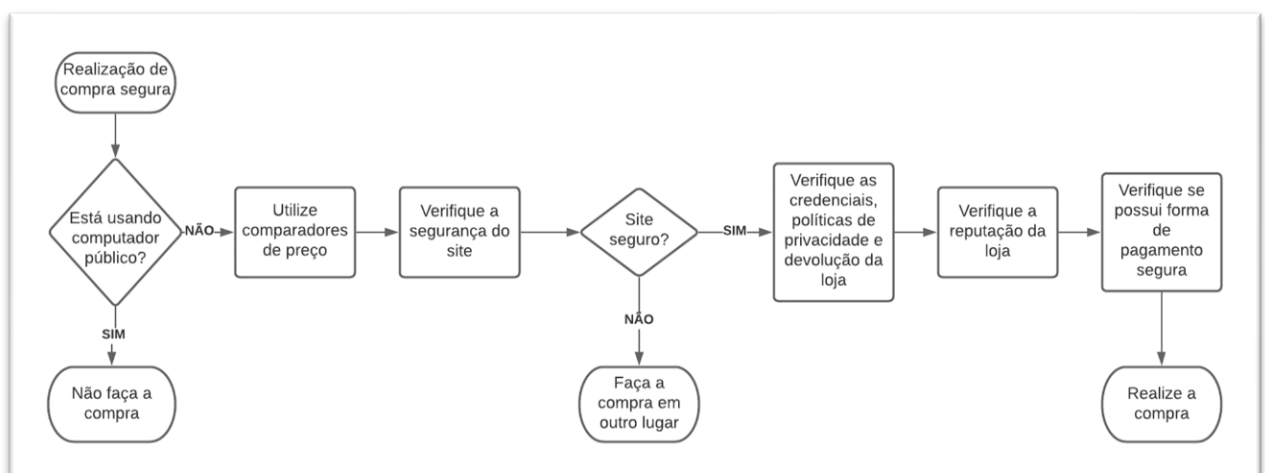 Realização de
compra segura
Está usando
computador
público?
NÃO
SIM
Não faça a
compra
Utilize
comparadores
de preço
Verifique a
segurança do
site
Site
seguro?
SIM
NÃO
Faça a
compra em
outro lugar
Verifique as
credenciais,
políticas de
privacidade e
devolução da
loja
Verifique a
reputação da
loja
Verifique se
possui forma
de
pagamento
segura
Realize a
compra